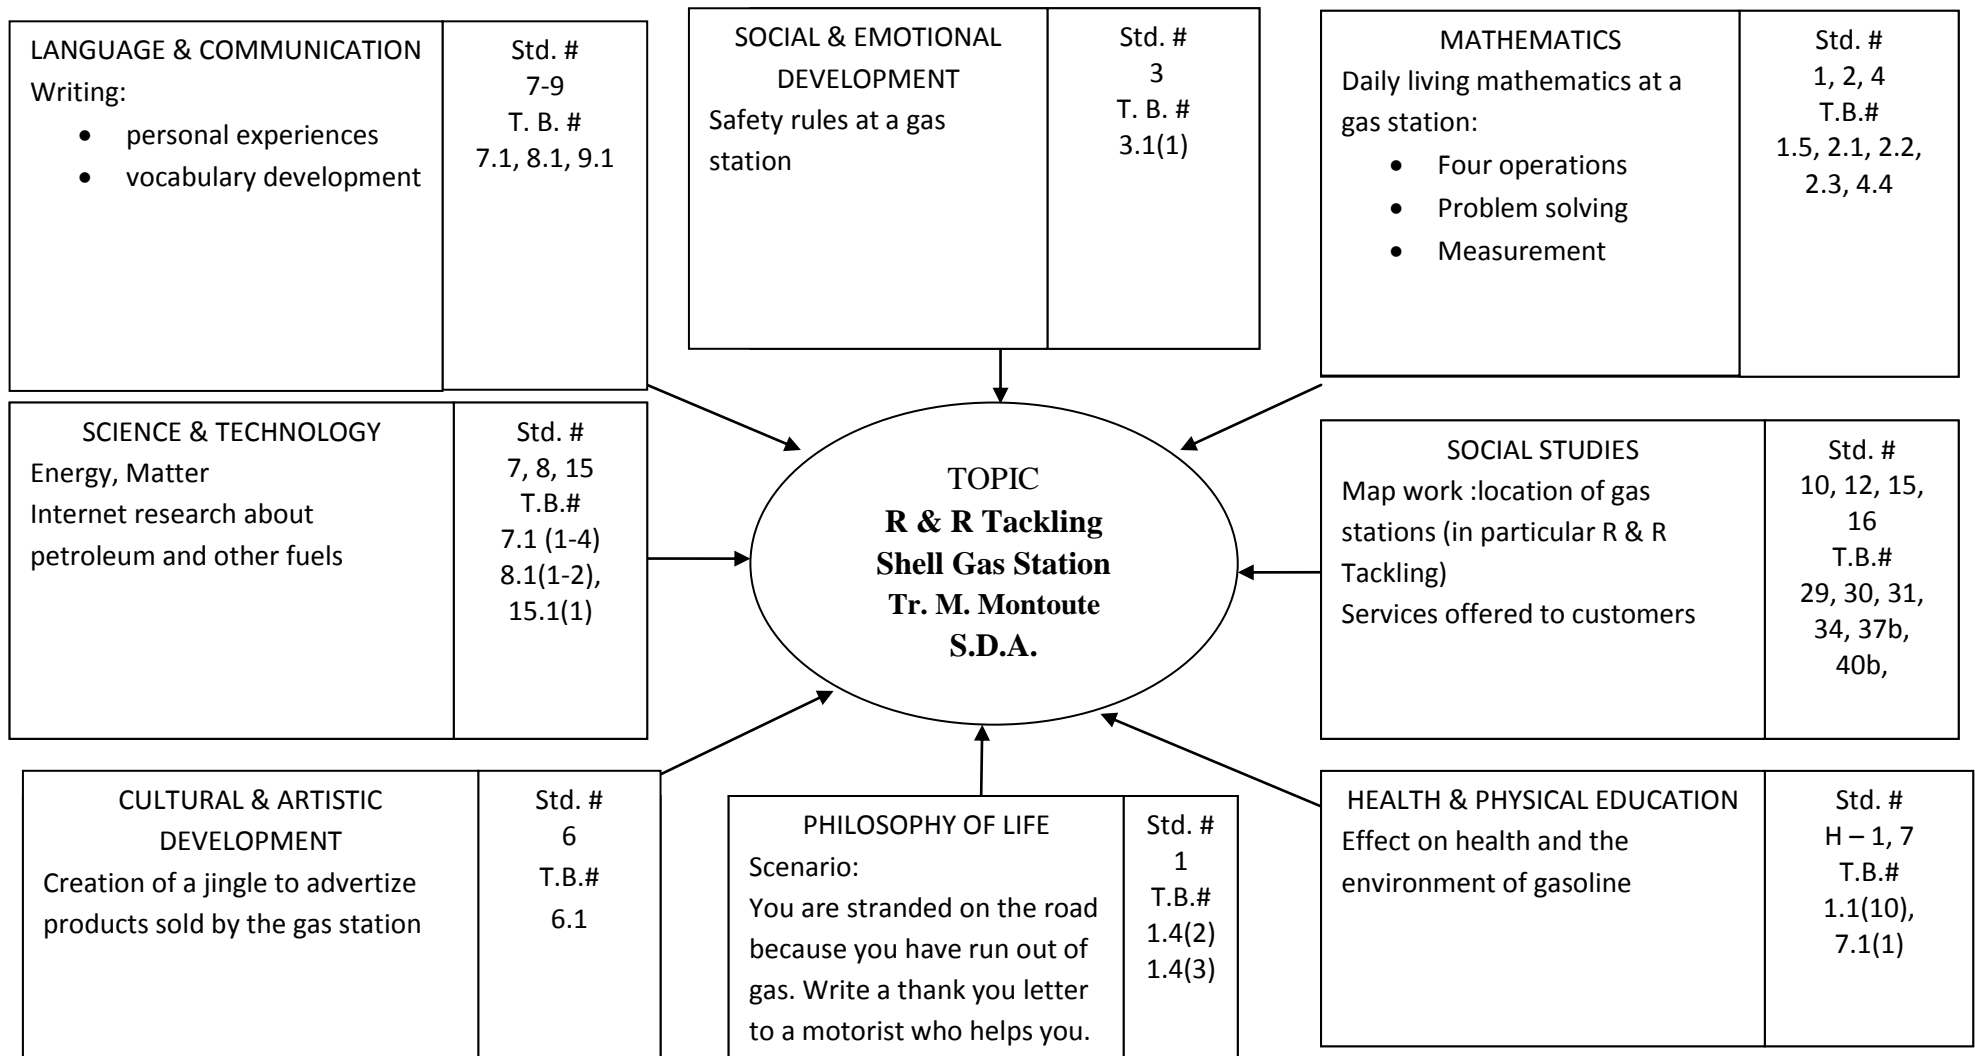 LANGUAGE & COMMUNICATION
Writing:
• personal experiences
• vocabulary development
Std. #
7-9
T. B. #
7.1, 8.1, 9.1
SOCIAL & EMOTIONAL
DEVELOPMENT
Safety rules at a gas
station
Std. #
3
T. B. #
3.1(1)
MATHEMATICS
Daily living mathematics at a
gas station:
• Four operations
• Problem solving
• Measurement
Std. #
1, 2, 4
T.B.#
1.5, 2.1, 2.2,
2.3, 4.4
SCIENCE & TECHNOLOGY
Energy, Matter
Internet research about
petroleum and other fuels
Std. #
7, 8, 15
T.B.#
7.1 (1-4)
8.1(1-2),
15.1(1)
TOPIC
R & R Tackling
Shell Gas Station
Tr. M. Montoute
S.D.A.
SOCIAL STUDIES
Map work :location of gas
stations (in particular R & R
Tackling)
Services offered to customers
Std. #
10, 12, 15,
16
T.B.#
29, 30, 31,
34, 37b,
40b,
CULTURAL & ARTISTIC
DEVELOPMENT
Creation of a jingle to advertize
products sold by the gas station
Std. #
6
T.B.#
6.1
PHILOSOPHY OF LIFE
Scenario:
You are stranded on the road
because you have run out of
gas. Write a thank you letter
to a motorist who helps you.
Std. #
1
T.B.#
1.4(2)
1.4(3)
HEALTH & PHYSICAL EDUCATION
Effect on health and the
environment of gasoline
Std. #
H – 1, 7
T.B.#
1.1(10),
7.1(1)